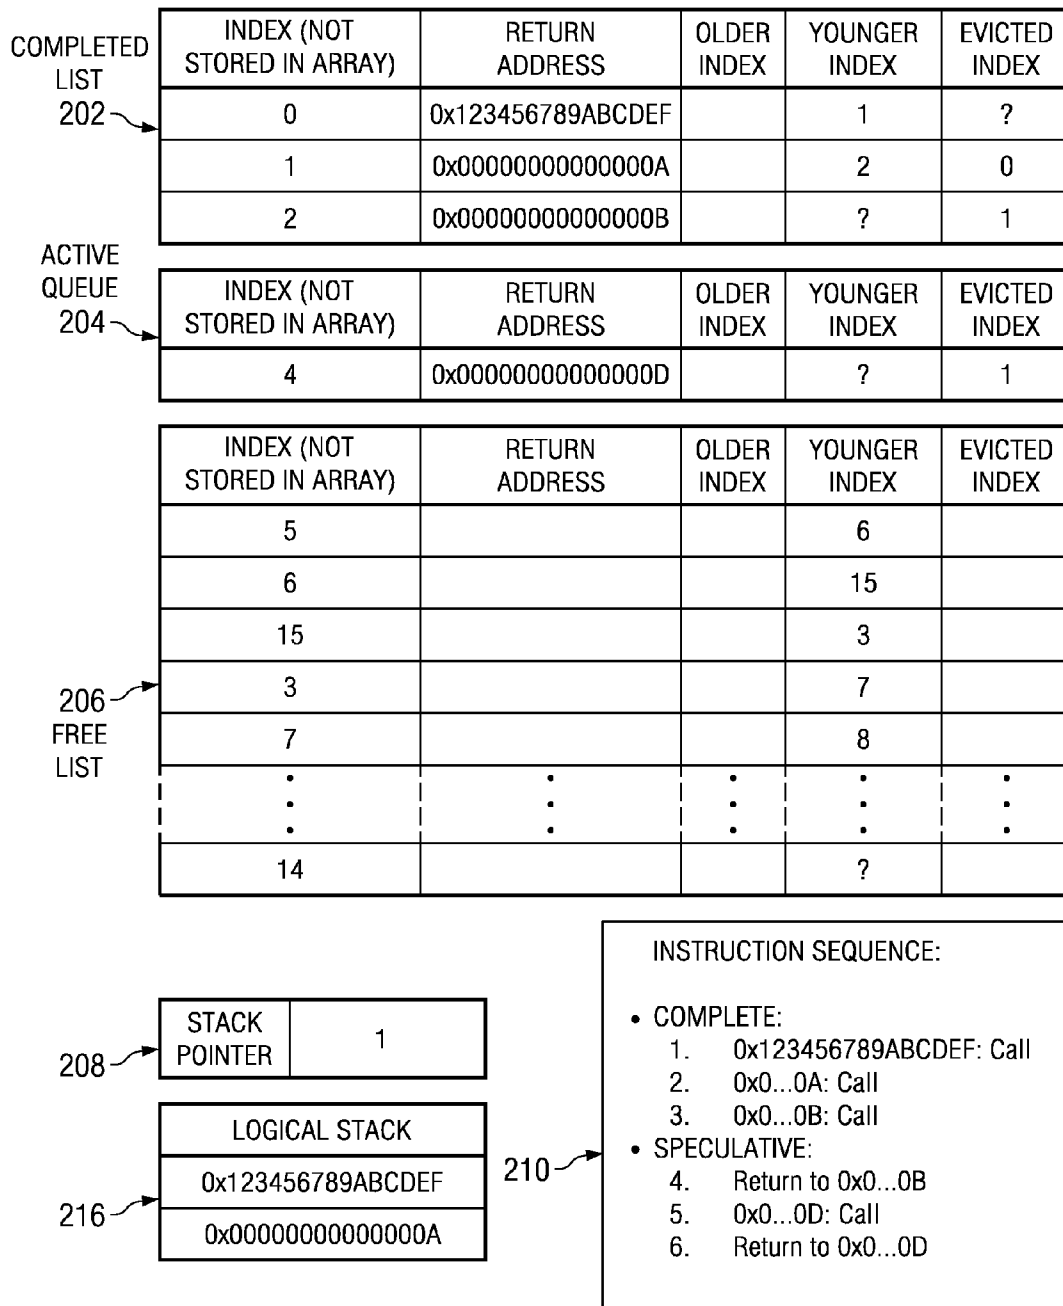 COMPLETED
LIST
202
INDEX (NOT STORED IN ARRAY) RETURN ADDRESS OLDER INDEX YOUNGER INDEX EVICTED INDEX
0 0x123456789ABCDEF 1 ?
1 0x00000000000000A 2 0
2 0x00000000000000B ? 1
ACTIVE
QUEUE
204
INDEX (NOT STORED IN ARRAY) RETURN ADDRESS OLDER INDEX YOUNGER INDEX EVICTED INDEX
4 0x00000000000000D ? 1
INDEX (NOT STORED IN ARRAY) RETURN ADDRESS OLDER INDEX YOUNGER INDEX EVICTED INDEX
5 6
6 15
15 3
3 7
7 8
14 ?
206
FREE
LIST
STACK
POINTER 1
208
LOGICAL STACK
0x123456789ABCDEF
0x00000000000000A
216
210
INSTRUCTION SEQUENCE:
• COMPLETE:
1. 0x123456789ABCDEF: Call
2. 0x0...0A: Call
3. 0x0...0B: Call
• SPECULATIVE:
4. Return to 0x0...0B
5. 0x0...0D: Call
6. Return to 0x0...0D